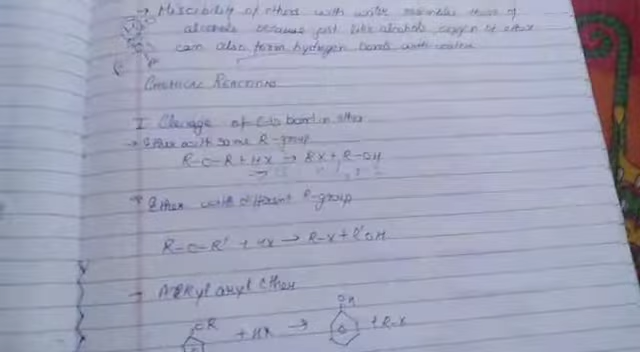 → Miscibility of ethers with water resembles those of
alcohols because just like alcohols, oxygen of ether
can also form hydrogen bonds with water
Chemical Reactions
I Cleavage of C-O bond in ether
→ Ether with same R-group
R-O-R + HX → RX + R-OH
→ Ether with different R-group
R-O-R' + HX → R-X + R'OH
→ Alkyl aryl Ether
OR + HX → OH + R-X